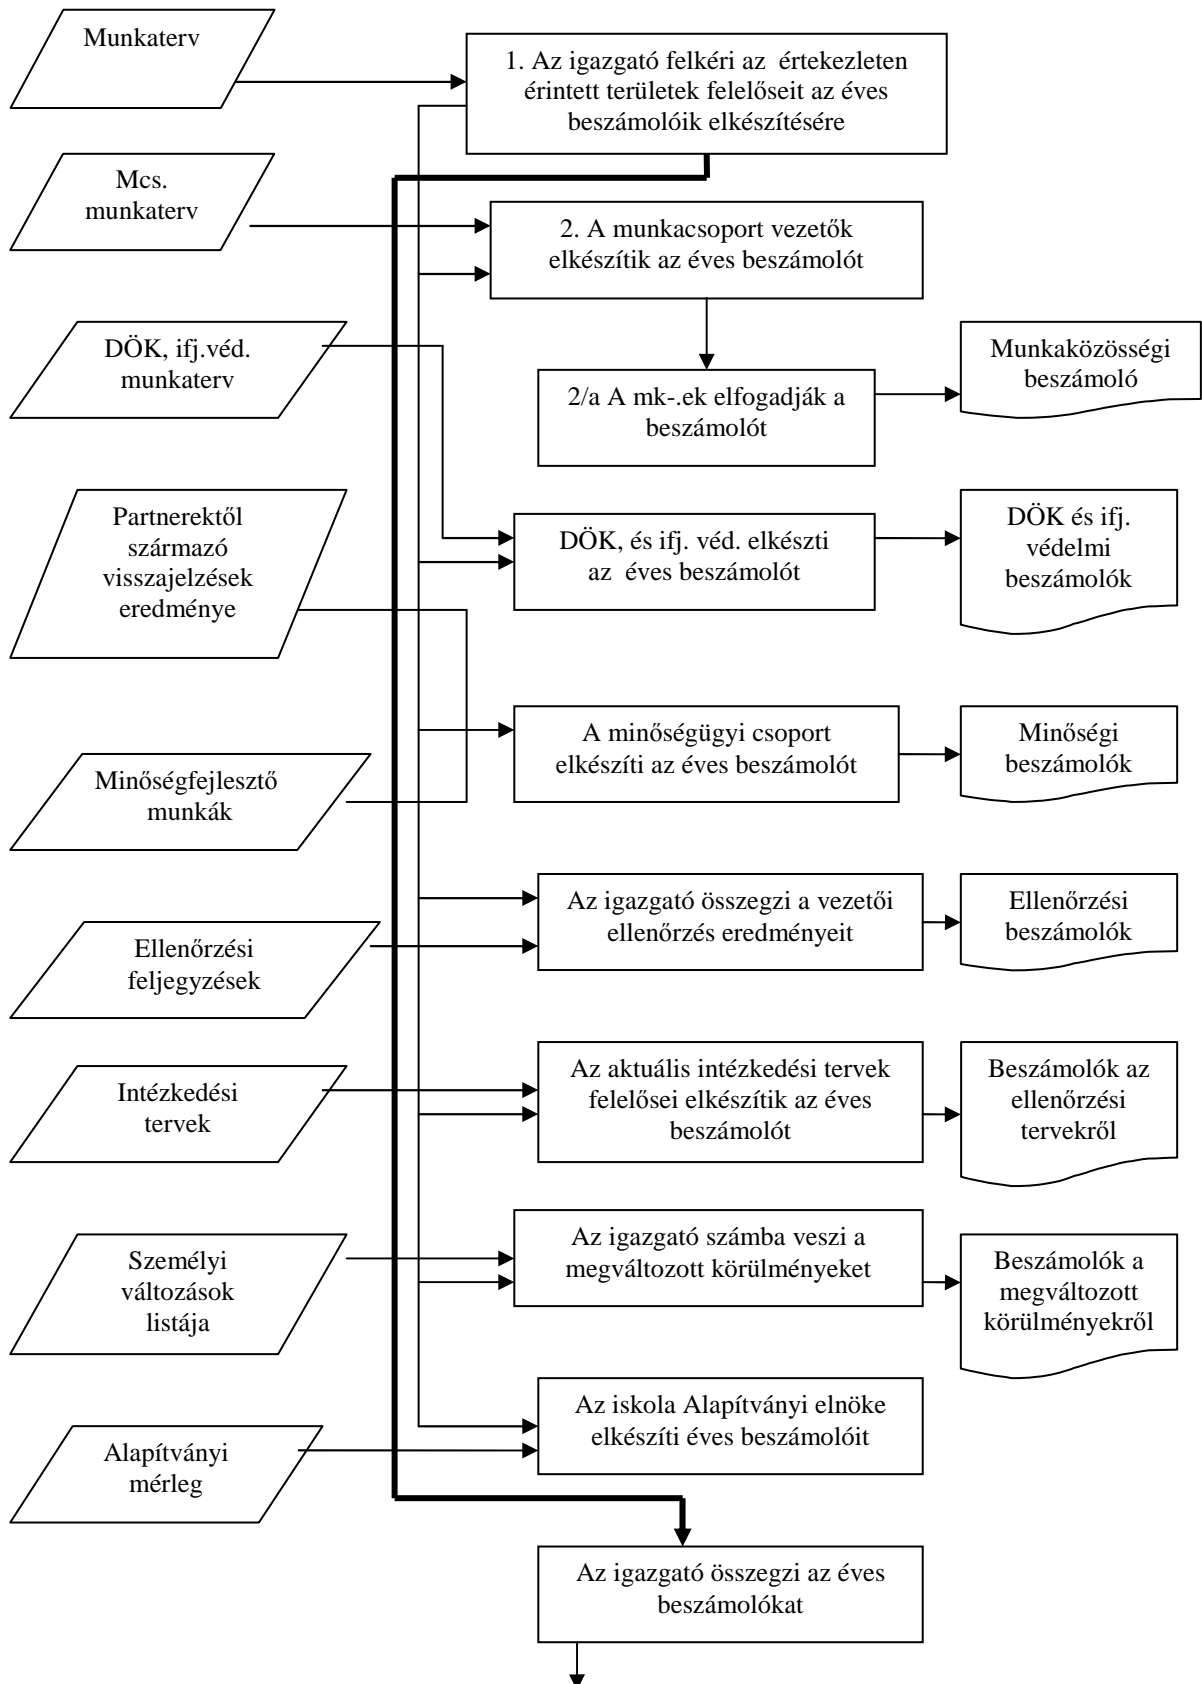 Munkaterv
1. Az igazgató felkéri az értekezleten
érintett területek felelőseit az éves
beszámolóik elkészítésére
Mcs.
munkaterv
2. A munkacsoport vezetők
elkészítik az éves beszámolót
DÖK, ifj.véd.
munkaterv
2/a A mk-.ek elfogadják a
beszámolót
Munkaközösségi
beszámoló
Partnerektől
származó
visszajelzések
eredménye
DÖK, és ifj. véd. elkészti
az éves beszámolót
DÖK és ifj.
védelmi
beszámolók
Minőségfejlesztő
munkák
A minőségügyi csoport
elkészíti az éves beszámolót
Minőségi
beszámolók
Ellenőrzési
feljegyzések
Az igazgató összegzi a vezetői
ellenőrzés eredményeit
Ellenőrzési
beszámolók
Intézkedési
tervek
Az aktuális intézkedési tervek
felelősei elkészítik az éves
beszámolót
Beszámolók az
ellenőrzési
tervekről
Személyi
változások
listája
Az igazgató számba veszi a
megváltozott körülményeket
Beszámolók a
megváltozott
körülményekről
Alapítványi
mérleg
Az iskola Alapítványi elnöke
elkészíti éves beszámolóit
Az igazgató összegzi az éves
beszámolókat